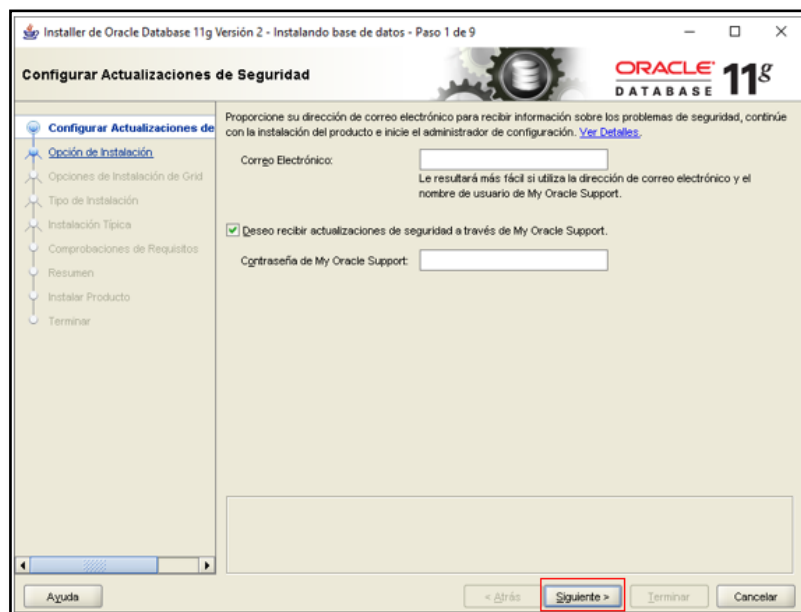 Installer de Oracle Database 11g Versión 2 - Instalando base de datos - Paso 1 de 9
Configurar Actualizaciones de Seguridad
ORACLE
DATABASE
11g
Configurar Actualizaciones de
Opción de Instalación
Opciones de Instalación de Grid
Tipo de Instalación
Instalación Típica
Comprobaciones de Requisitos
Resumen
Instalar Producto
Terminar
Proporcione su dirección de correo electrónico para recibir información sobre los problemas de seguridad, continúe
con la instalación del producto e inicie el administrador de configuración. Ver Detalles.
Correo Electrónico:
Le resultará más fácil si utiliza la dirección de correo electrónico y el
nombre de usuario de My Oracle Support.
Deseo recibir actualizaciones de seguridad a través de My Oracle Support.
Contraseña de My Oracle Support:
Ayuda
< Atrás
Siguiente >
Terminar
Cancelar